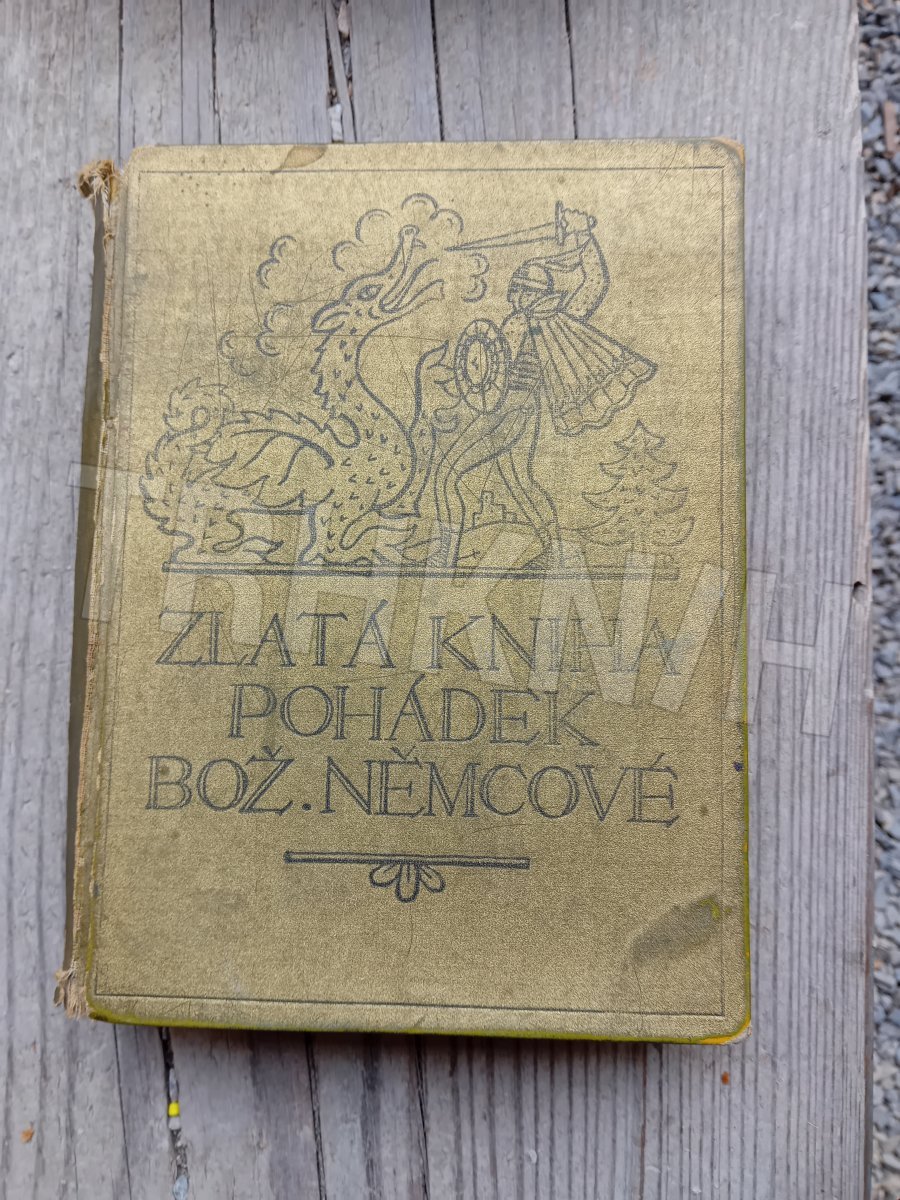 ZLATÁ KNIHA
POHÁDEK
BOŽ. NĚMCOVÉ